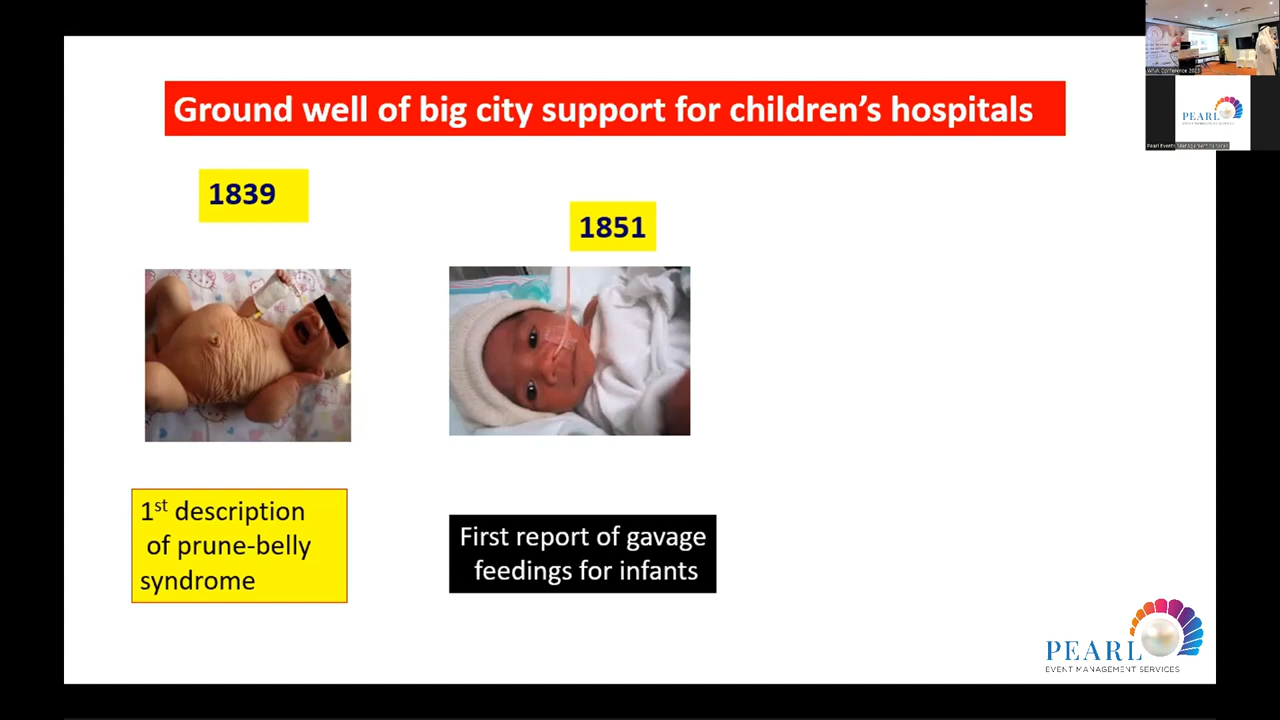 Ground well of big city support for children's hospitals
1839
1851
1st description
of prune-belly
syndrome
First report of gavage
feedings for infants
PEARL
EVENT MANAGEMENT SERVICES
PEARL